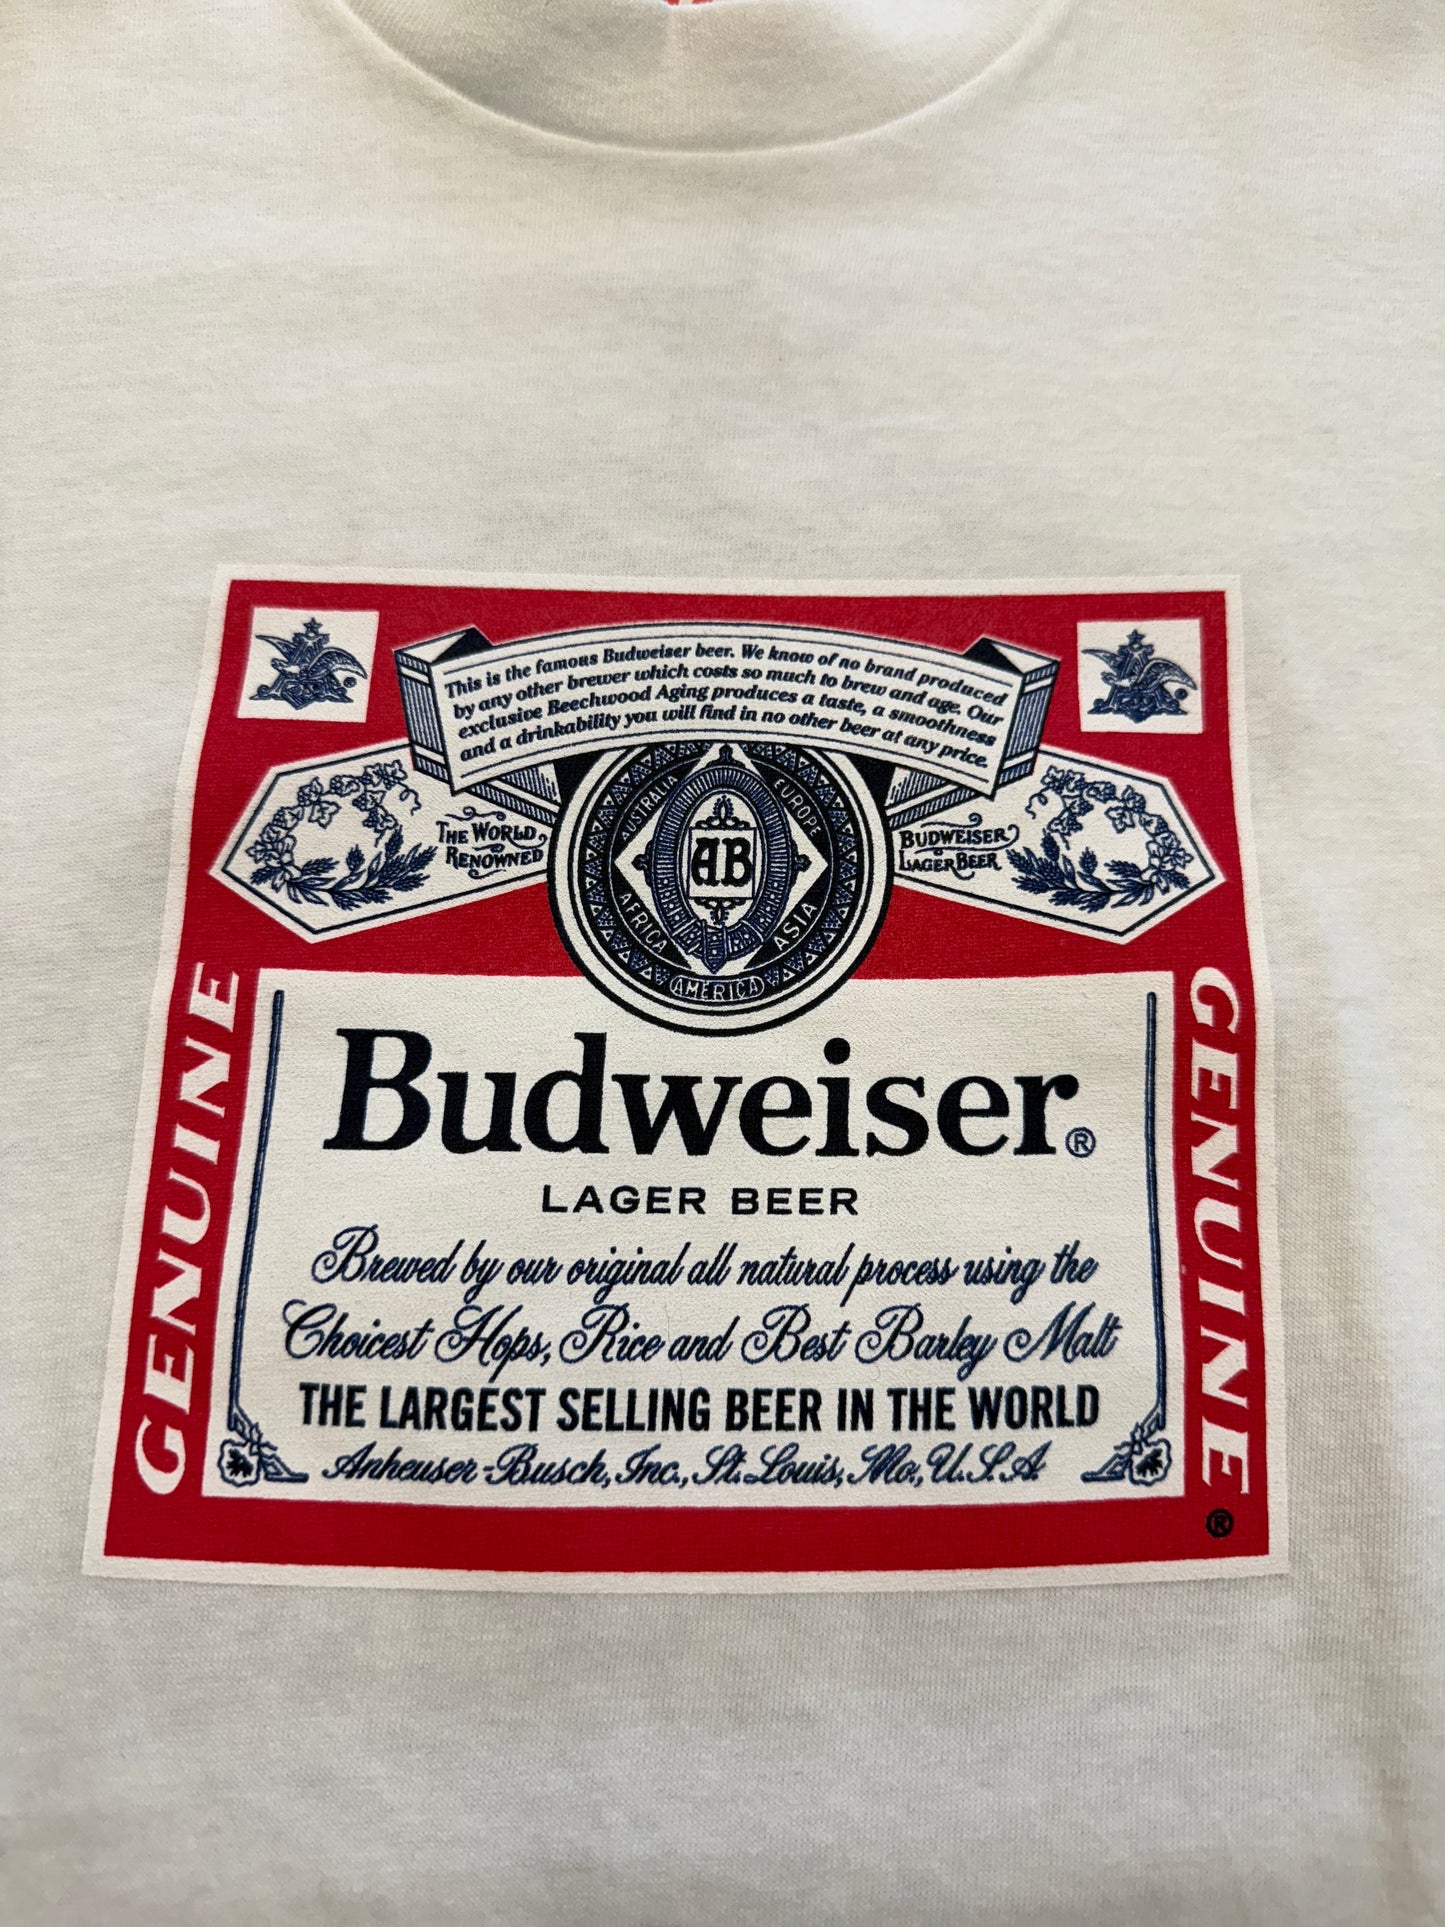 This is the famous Budweiser beer. We know of no brand produced
by any other brewer which costs so much to brew and age. Our
exclusive Beechwood Aging produces a taste, a smoothness
and a drinkability you will find in no other beer at any price.
THE WORLD
RENOWNED
AUSTRALIA
EUROPE
AB
AFRICA
ASIA
AMERICA
BUDWEISER
LAGER BEER
GENUINE
GENUINE
®
Budweiser®
LAGER BEER
Brewed by our original all natural process using the
Choicest Hops, Rice and Best Barley Malt
THE LARGEST SELLING BEER IN THE WORLD
Anheuser-Busch, Inc., St. Louis, Mo., U.S.A.